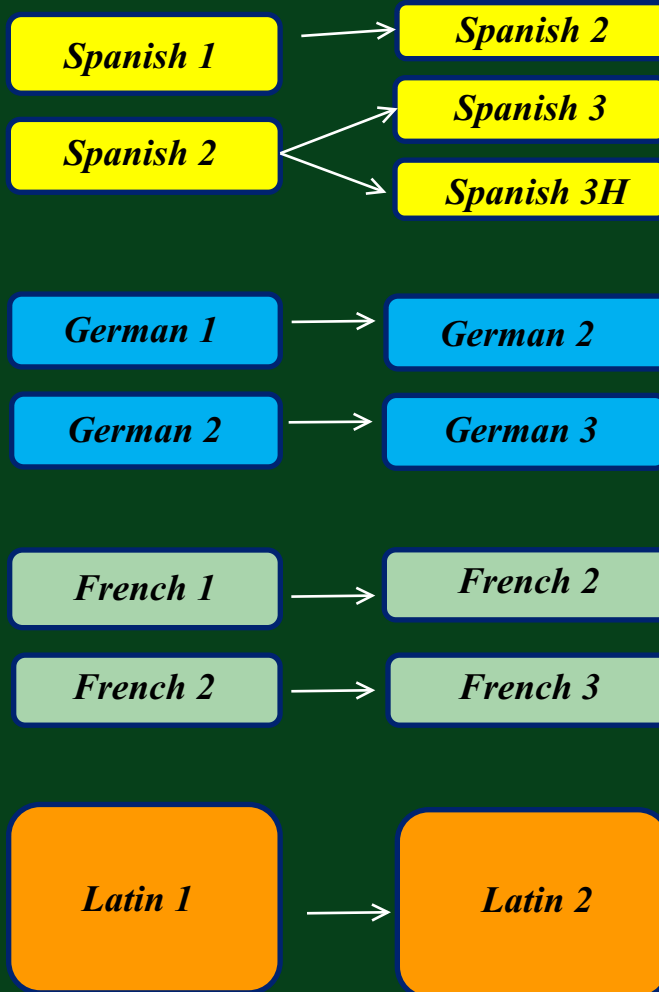 Spanish 1
Spanish 2
Spanish 2
Spanish 3
Spanish 3H
German 1
German 2
German 2
German 3
French 1
French 2
French 2
French 3
Latin 1
Latin 2